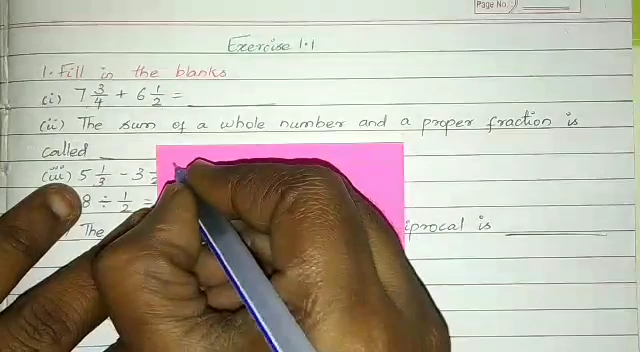 Page No.:
Exercise 1.1
1. Fill in the blanks
(i) 7 3/4 + 6 1/2 = ________
(ii) The sum of a whole number and a proper fraction is
called
(iii) 5 1/3 - 3
8 ÷ 1/2 =
The iprocal is ________